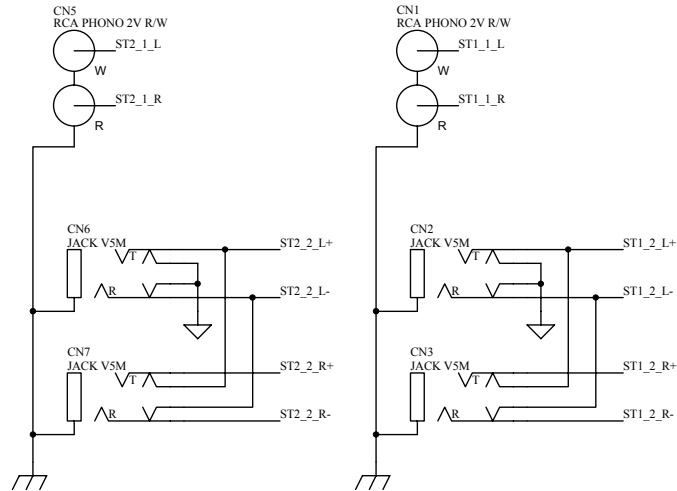 CN5
RCA PHONO 2V R/W
ST2_1_L
W
ST2_1_R
R
CN6
JACK V5M
T
ST2_2_L+
R
ST2_2_L-
CN7
JACK V5M
T
ST2_2_R+
R
ST2_2_R-
CN1
RCA PHONO 2V R/W
ST1_1_L
W
ST1_1_R
R
CN2
JACK V5M
T
ST1_2_L+
R
ST1_2_L-
CN3
JACK V5M
T
ST1_2_R+
R
ST1_2_R-